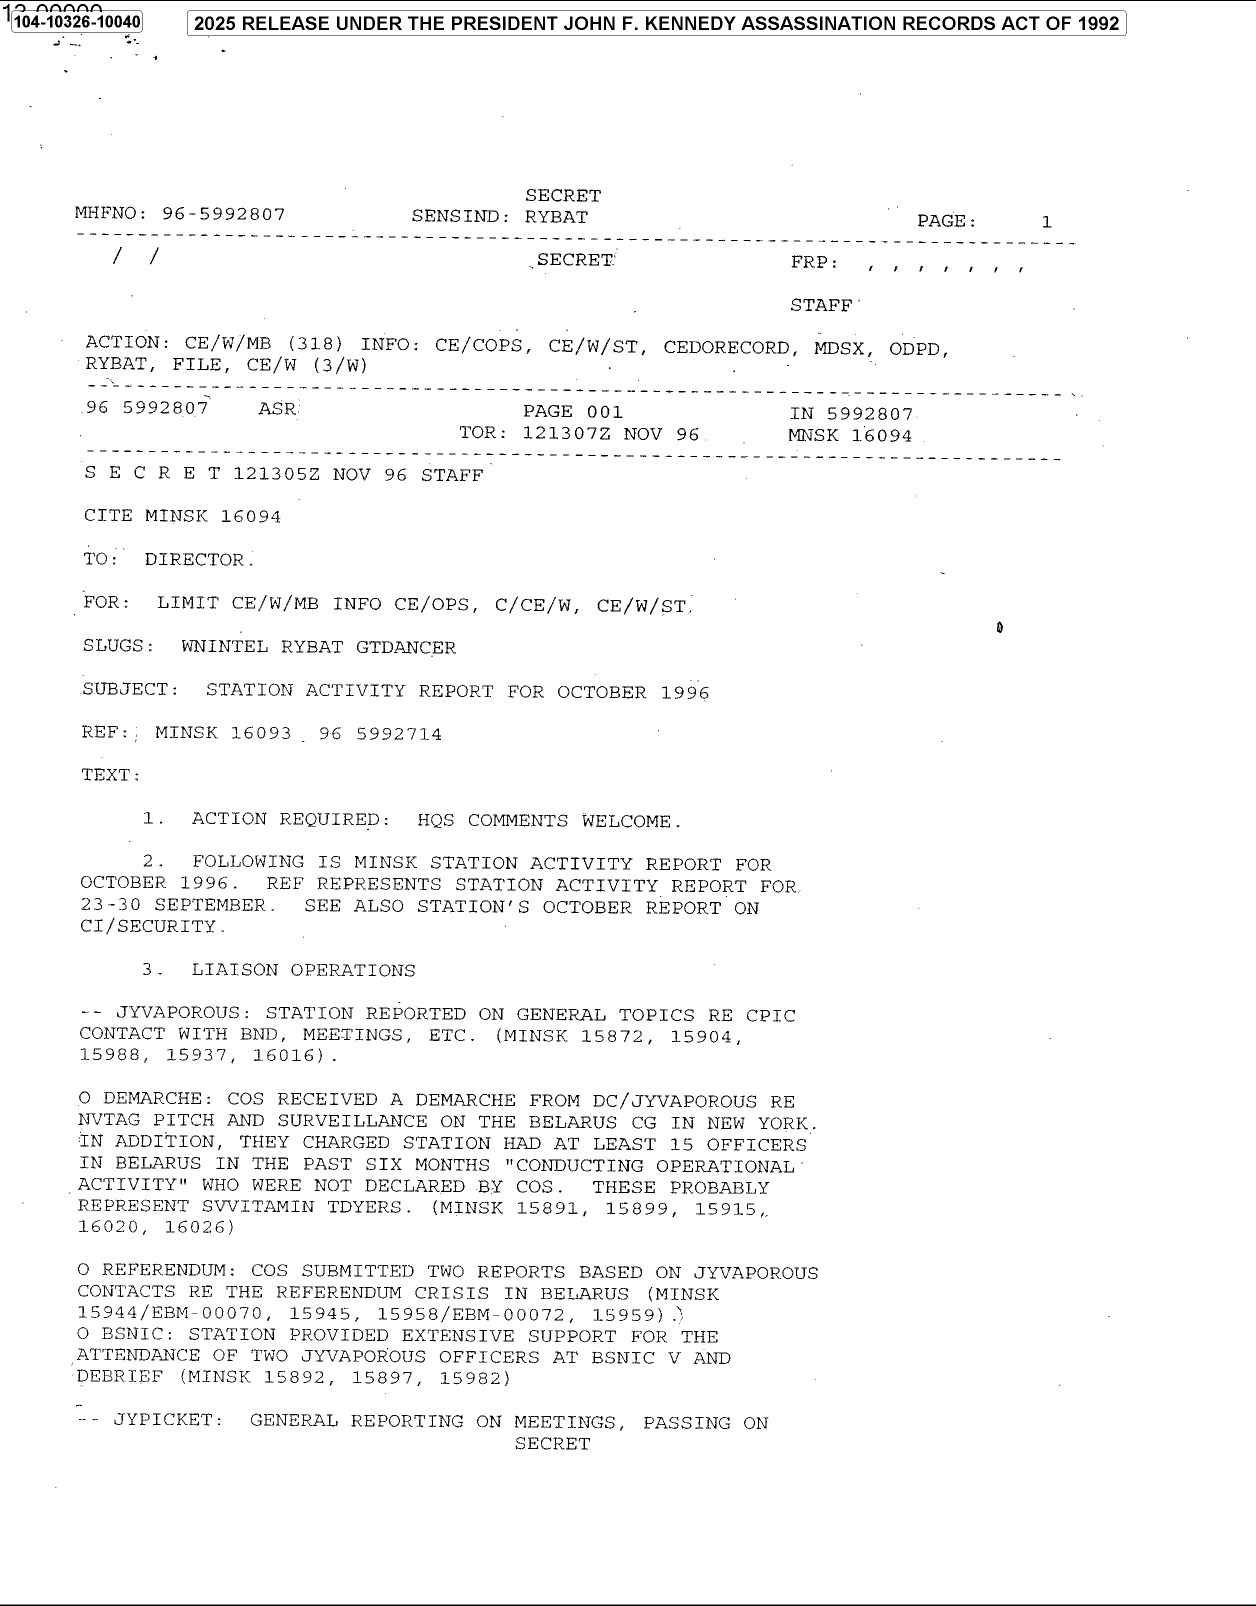 104-10326-10040
2025 RELEASE UNDER THE PRESIDENT JOHN F. KENNEDY ASSASSINATION RECORDS ACT OF 1992
SECRET
MHFNO: 96-5992807 SENSIND: RYBAT PAGE: 1
/ / SECRET FRP: , , , , , , ,
STAFF
ACTION: CE/W/MB (318) INFO: CE/COPS, CE/W/ST, CEDORECORD, MDSX, ODPD,
RYBAT, FILE, CE/W (3/W)
96 5992807 ASR PAGE 001 IN 5992807
TOR: 121307Z NOV 96 MNSK 16094
S E C R E T 121305Z NOV 96 STAFF
CITE MINSK 16094
TO: DIRECTOR.
FOR: LIMIT CE/W/MB INFO CE/OPS, C/CE/W, CE/W/ST.
SLUGS: WNINTEL RYBAT GTDANCER
SUBJECT: STATION ACTIVITY REPORT FOR OCTOBER 1996
REF: MINSK 16093 96 5992714
TEXT:
1. ACTION REQUIRED: HQS COMMENTS WELCOME.
2. FOLLOWING IS MINSK STATION ACTIVITY REPORT FOR
OCTOBER 1996. REF REPRESENTS STATION ACTIVITY REPORT FOR
23-30 SEPTEMBER. SEE ALSO STATION'S OCTOBER REPORT ON
CI/SECURITY.
3. LIAISON OPERATIONS
-- JYVAPOROUS: STATION REPORTED ON GENERAL TOPICS RE CPIC
CONTACT WITH BND, MEETINGS, ETC. (MINSK 15872, 15904,
15988, 15937, 16016).
O DEMARCHE: COS RECEIVED A DEMARCHE FROM DC/JYVAPOROUS RE
NVTAG PITCH AND SURVEILLANCE ON THE BELARUS CG IN NEW YORK.
IN ADDITION, THEY CHARGED STATION HAD AT LEAST 15 OFFICERS
IN BELARUS IN THE PAST SIX MONTHS "CONDUCTING OPERATIONAL
ACTIVITY" WHO WERE NOT DECLARED BY COS. THESE PROBABLY
REPRESENT SVVITAMIN TDYERS. (MINSK 15891, 15899, 15915,
16020, 16026)
O REFERENDUM: COS SUBMITTED TWO REPORTS BASED ON JYVAPOROUS
CONTACTS RE THE REFERENDUM CRISIS IN BELARUS (MINSK
15944/EBM-00070, 15945, 15958/EBM-00072, 15959).
O BSNIC: STATION PROVIDED EXTENSIVE SUPPORT FOR THE
ATTENDANCE OF TWO JYVAPOROUS OFFICERS AT BSNIC V AND
DEBRIEF (MINSK 15892, 15897, 15982)
-- JYPICKET: GENERAL REPORTING ON MEETINGS, PASSING ON
SECRET